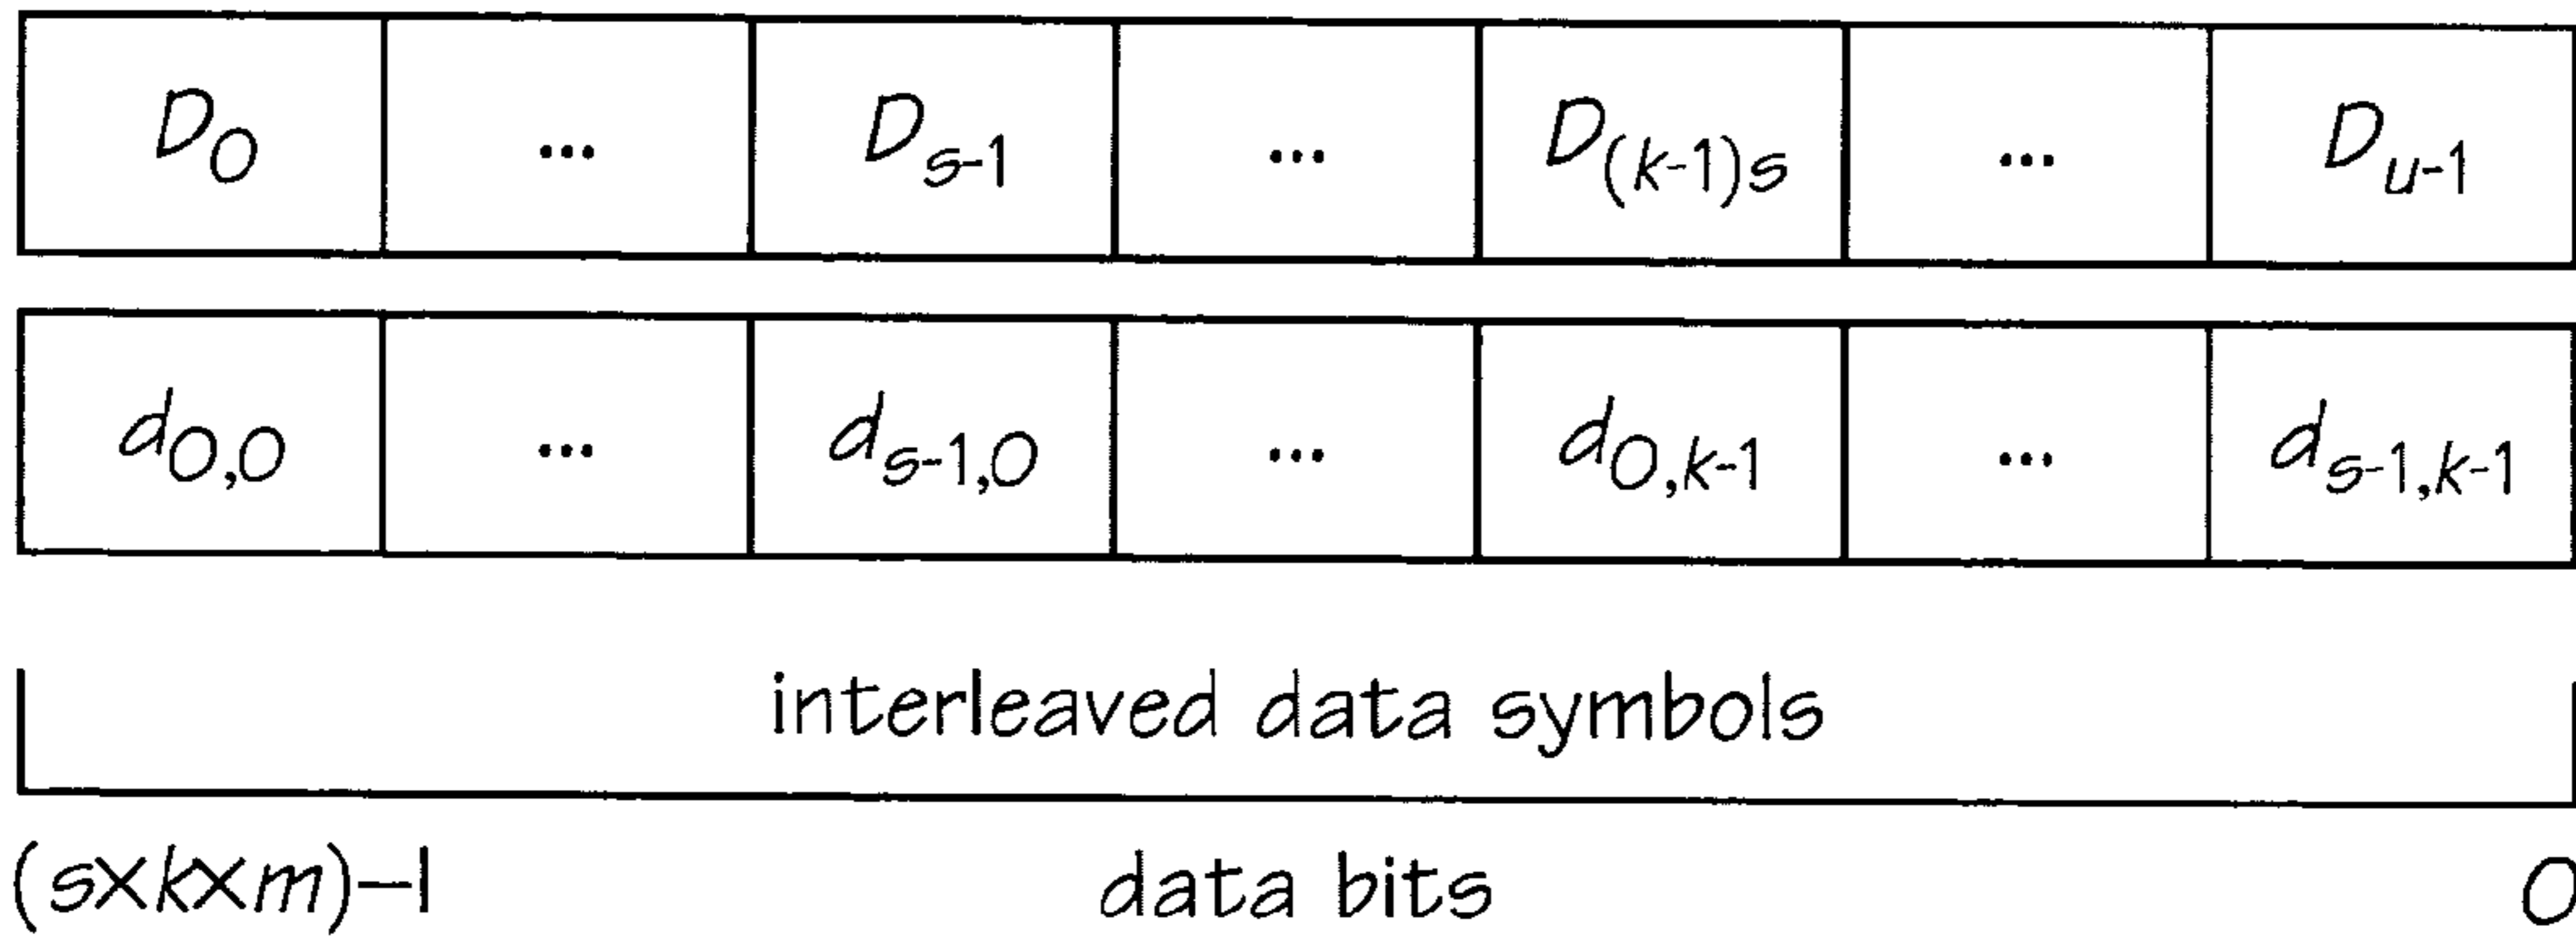 D0 ... Ds-1 ... D(k-1)s ... Du-1
d0,0 ... ds-1,0 ... d0,k-1 ... ds-1,k-1
interleaved data symbols
(s×k×m)–1 data bits 0